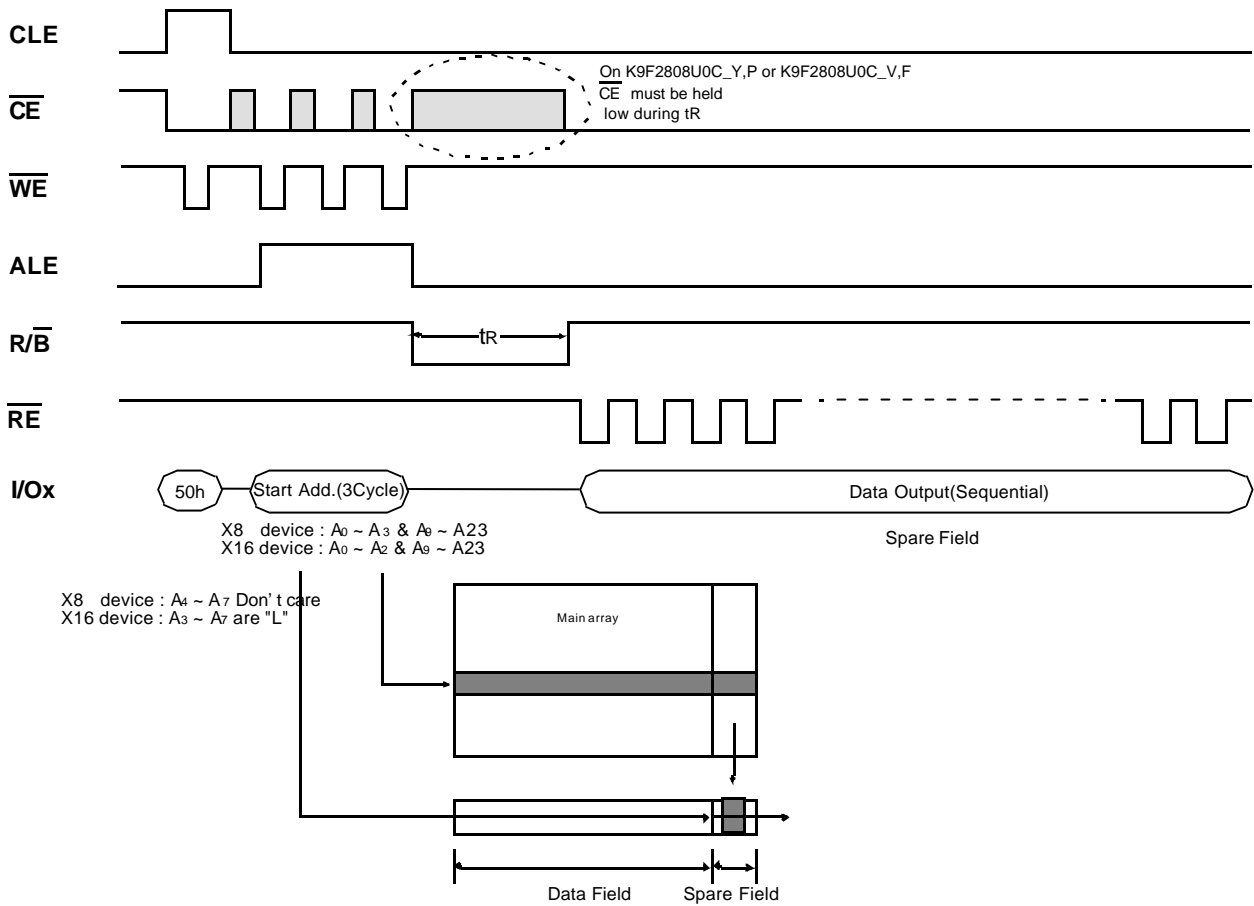 CLE
On K9F2808U0C_Y,P or K9F2808U0C_V,F
CE must be held
low during tR
CE
WE
ALE
R/B
tR
RE
I/Ox
50h
Start Add.(3Cycle)
Data Output(Sequential)
X8 device : A0 ~ A3 & A9 ~ A23
X16 device : A0 ~ A2 & A9 ~ A23
Spare Field
X8 device : A4 ~ A7 Don't care
X16 device : A3 ~ A7 are "L"
Main array
Data Field
Spare Field